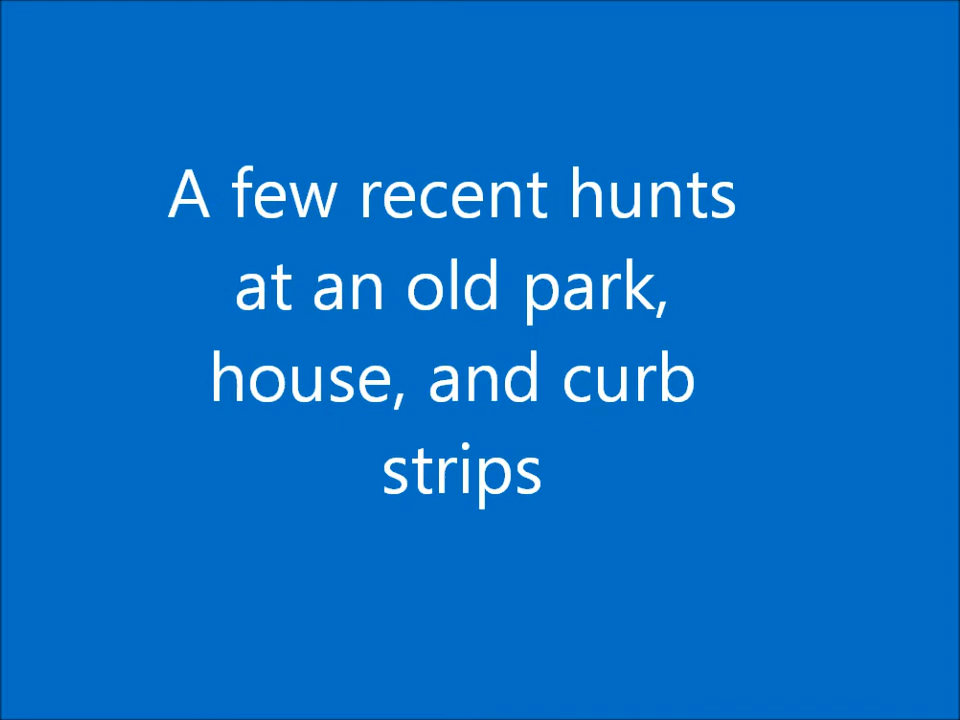 A few recent hunts
at an old park,
house, and curb
strips